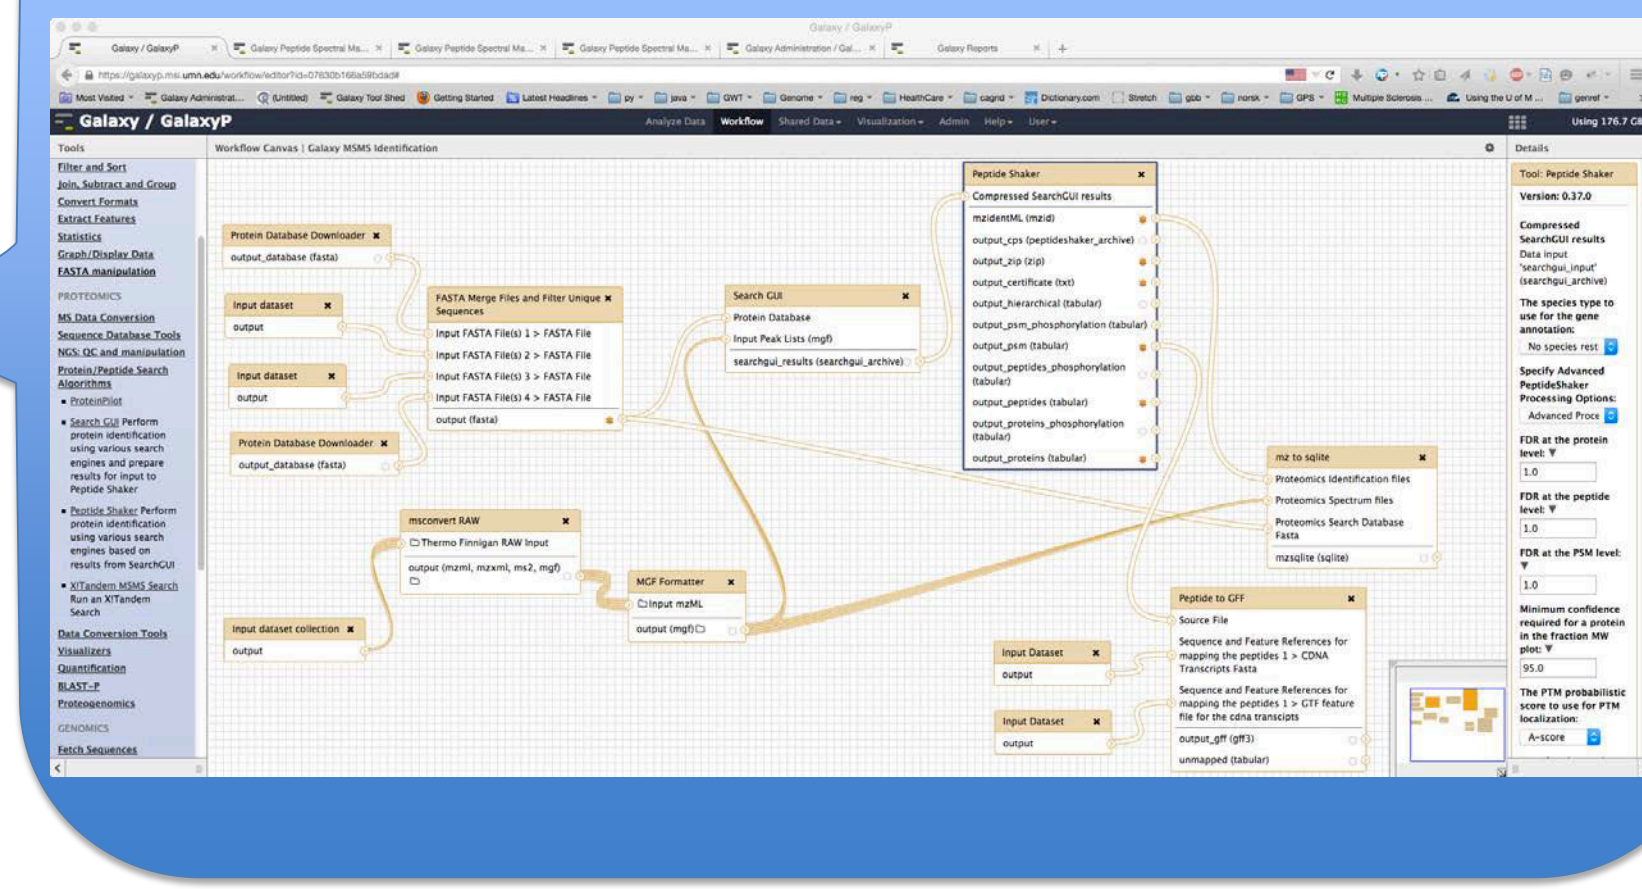 Galaxy / GalaxyP
Galaxy / GalaxyP
Galaxy Peptide Spectral Ma...
Galaxy Peptide Spectral Ma...
Galaxy Peptide Spectral Ma...
Galaxy Administration / Gal...
Galaxy Reports
https://galaxyp.msi.umn.edu/workflow/editor?id=07830b166a59bdad#
Most Visited
Galaxy Administrat...
(Untitled)
Galaxy Tool Shed
Getting Started
Latest Headlines
py
java
GWT
Genome
reg
HealthCare
cagrid
Dictionary.com
Stretch
gbb
norsk
GPS
Multiple Sclerosis ...
Using the U of M ...
genref
Galaxy / GalaxyP
Analyze Data
Workflow
Shared Data
Visualization
Admin
Help
User
Using 176.7 GB
Tools
Filter and Sort
Join, Subtract and Group
Convert Formats
Extract Features
Statistics
Graph/Display Data
FASTA manipulation
PROTEOMICS
MS Data Conversion
Sequence Database Tools
NGS: QC and manipulation
Protein/Peptide Search
Algorithms
ProteinPilot
Search GUI Perform
protein identification
using various search
engines and prepare
results for input to
Peptide Shaker
Peptide Shaker Perform
protein identification
using various search
engines based on
results from SearchGUI
X!Tandem MSMS Search
Run an X!Tandem
Search
Data Conversion Tools
Visualizers
Quantification
BLAST-P
Proteogenomics
GENOMICS
Fetch Sequences
Workflow Canvas | Galaxy MSMS Identification
Protein Database Downloader
output_database (fasta)
Input dataset
output
Input dataset
output
Protein Database Downloader
output_database (fasta)
FASTA Merge Files and Filter Unique
Sequences
Input FASTA File(s) 1 > FASTA File
Input FASTA File(s) 2 > FASTA File
Input FASTA File(s) 3 > FASTA File
Input FASTA File(s) 4 > FASTA File
output (fasta)
msconvert RAW
Thermo Finnigan RAW Input
output (mzml, mzxml, ms2, mgf)
Input dataset collection
output
MGF Formatter
Input mzML
output (mgf)
Search GUI
Protein Database
Input Peak Lists (mgf)
searchgui_results (searchgui_archive)
Peptide Shaker
Compressed SearchGUI results
mzidentML (mzid)
output_cps (peptideshaker_archive)
output_zip (zip)
output_certificate (txt)
output_hierarchical (tabular)
output_psm_phosphorylation (tabular)
output_psm (tabular)
output_peptides_phosphorylation
(tabular)
output_peptides (tabular)
output_proteins_phosphorylation
(tabular)
output_proteins (tabular)
mz to sqlite
Proteomics Identification files
Proteomics Spectrum files
Proteomics Search Database
Fasta
mzsqlite (sqlite)
Input Dataset
output
Input Dataset
output
Peptide to GFF
Source File
Sequence and Feature References for
mapping the peptides 1 > CDNA
Transcripts Fasta
Sequence and Feature References for
mapping the peptides 1 > GTF feature
file for the cdna transcipts
output_gff (gff3)
unmapped (tabular)
Details
Tool: Peptide Shaker
Version: 0.37.0
Compressed
SearchGUI results
Data input
'searchgui_input'
(searchgui_archive)
The species type to
use for the gene
annotation:
No species rest
Specify Advanced
PeptideShaker
Processing Options:
Advanced Proce
FDR at the protein
level:
1.0
FDR at the peptide
level:
1.0
FDR at the PSM level:
1.0
Minimum confidence
required for a protein
in the fraction MW
plot:
95.0
The PTM probabilistic
score to use for PTM
localization:
A-score